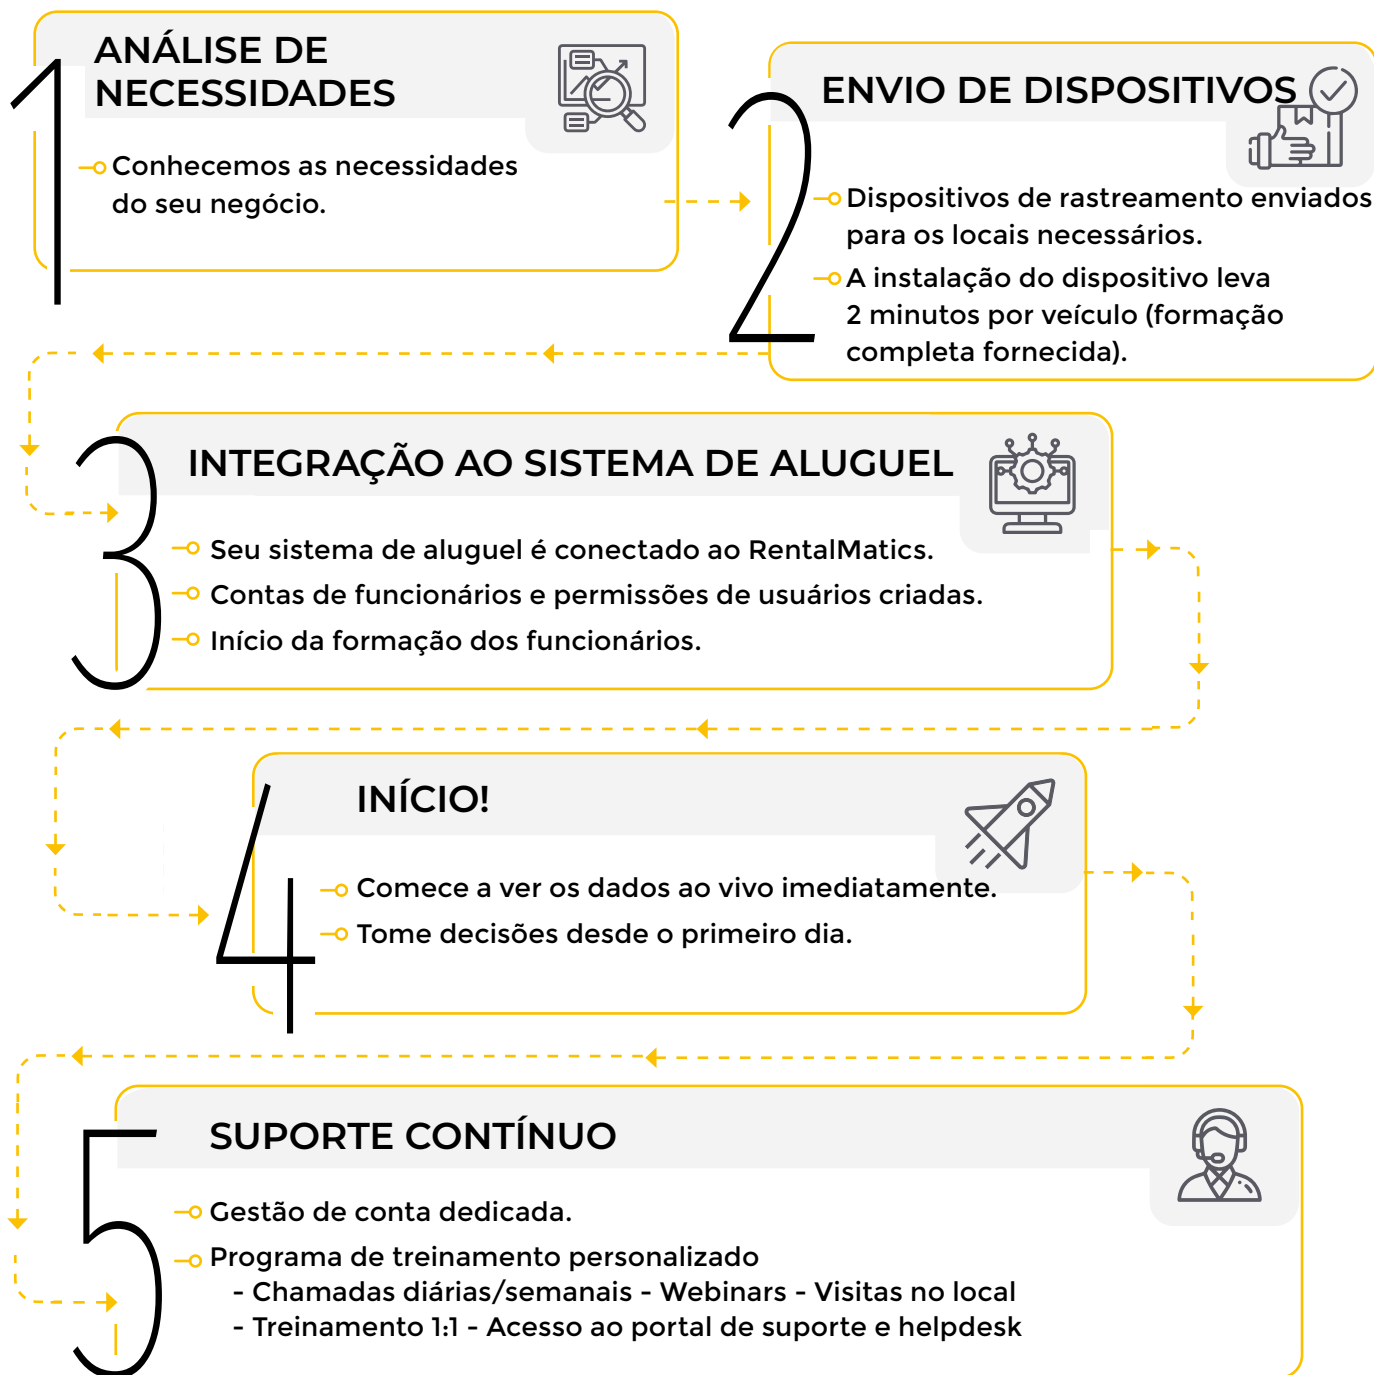 1
ANÁLISE DE
NECESSIDADES
Conhecemos as necessidades
do seu negócio.
2
ENVIO DE DISPOSITIVOS
Dispositivos de rastreamento enviados
para os locais necessários.
A instalação do dispositivo leva
2 minutos por veículo (formação
completa fornecida).
3
INTEGRAÇÃO AO SISTEMA DE ALUGUEL
Seu sistema de aluguel é conectado ao RentalMatics.
Contas de funcionários e permissões de usuários criadas.
Início da formação dos funcionários.
4
INÍCIO!
Comece a ver os dados ao vivo imediatamente.
Tome decisões desde o primeiro dia.
5
SUPORTE CONTÍNUO
Gestão de conta dedicada.
Programa de treinamento personalizado
- Chamadas diárias/semanais - Webinars - Visitas no local
- Treinamento 1:1 - Acesso ao portal de suporte e helpdesk